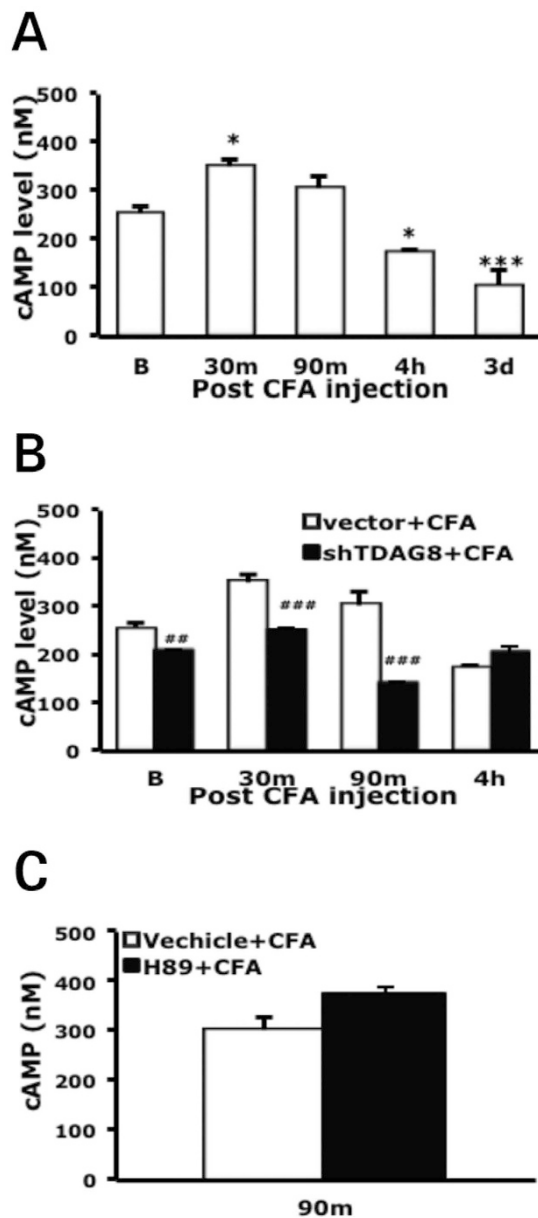 A
cAMP level (nM)
500
400
300
200
100
0
*
*
***
B 30m 90m 4h 3d
Post CFA injection
B
cAMP level (nM)
500
400
300
200
100
0
vector+CFA
shTDAG8+CFA
##
###
###
B 30m 90m 4h
Post CFA injection
C
cAMP (nM)
500
400
300
200
100
0
Vechicle+CFA
H89+CFA
90m